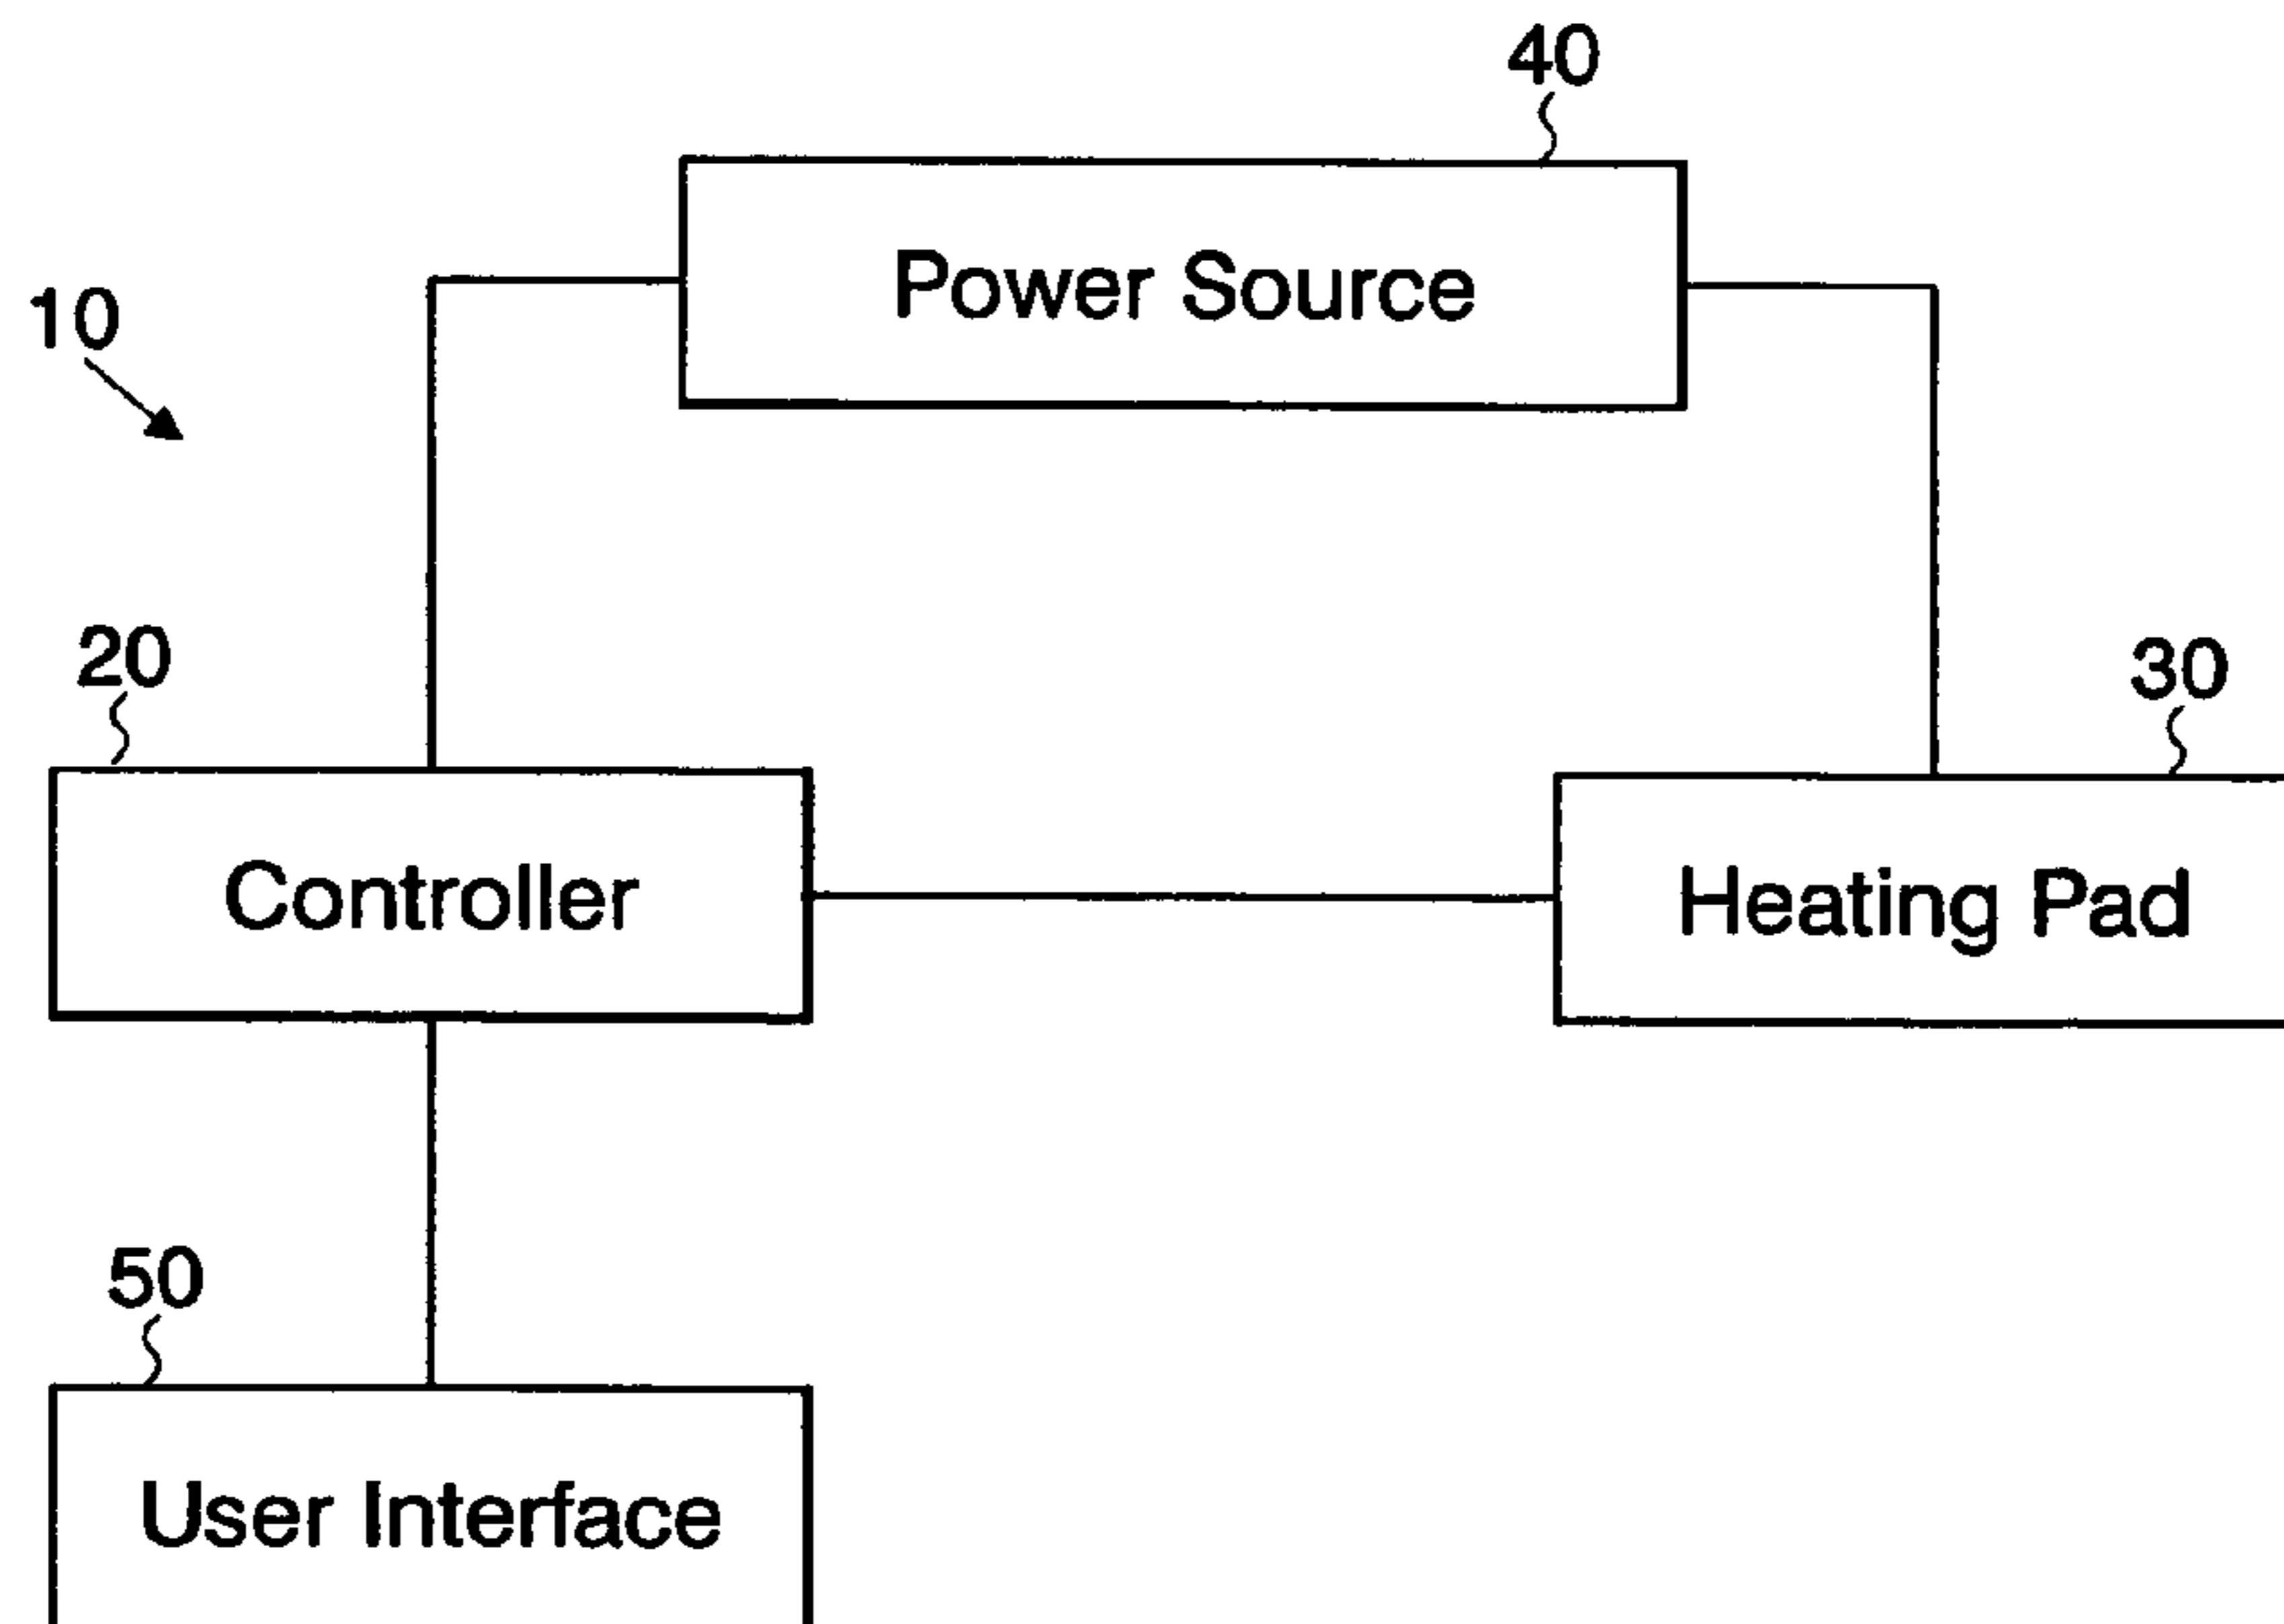 40
Power Source
10
20
30
Controller
Heating Pad
50
User Interface